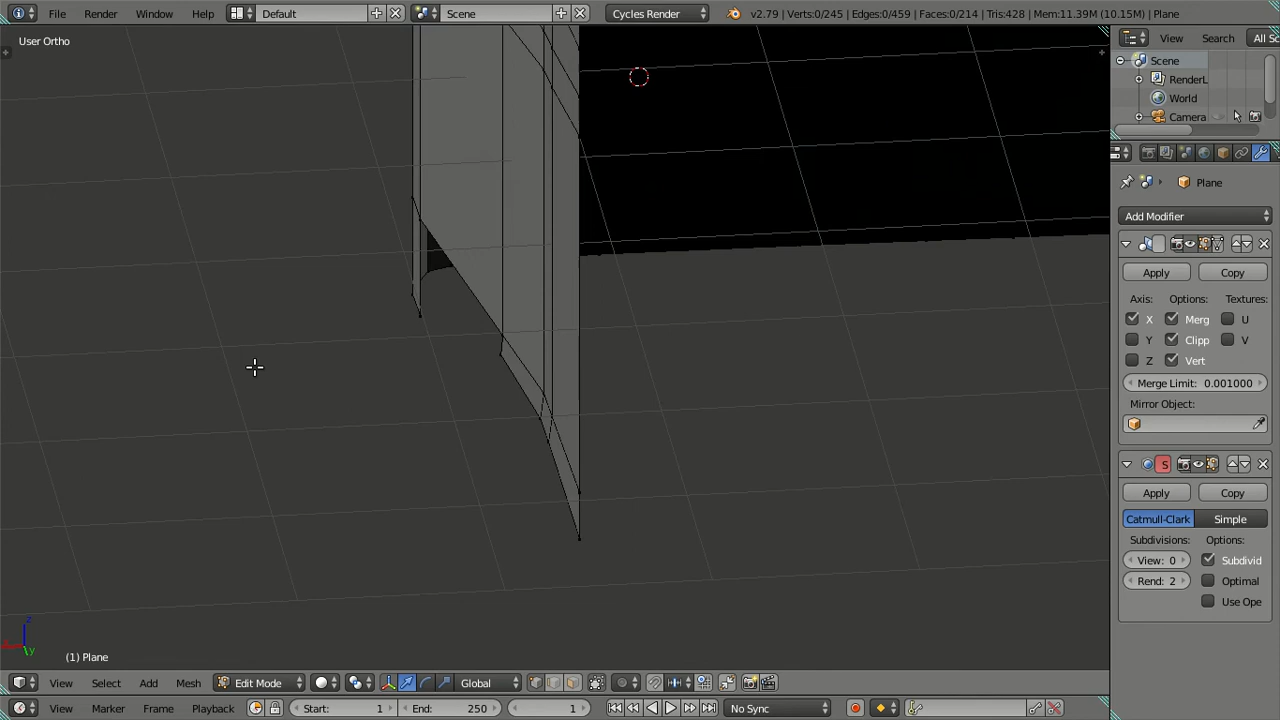 File Render Window Help Default Scene Cycles Render v2.79 | Verts:0/245 | Edges:0/459 | Faces:0/214 | Tris:428 | Mem:11.39M (10.15M) | Plane
User Ortho
View Search All Sc
Scene
RenderL
World
Camera
Plane
Add Modifier
Apply Copy
Axis: Options: Textures:
X Merg U
Y Clipp V
Z Vert
Merge Limit: 0.001000
Mirror Object:
S
Apply Copy
Catmull-Clark Simple
Subdivisions: Options:
View: 0 Subdivid
Rend: 2 Optimal
Use Ope
z
y
(1) Plane
View Select Add Mesh Edit Mode Global
View Marker Frame Playback Start: 1 End: 250 1 No Sync